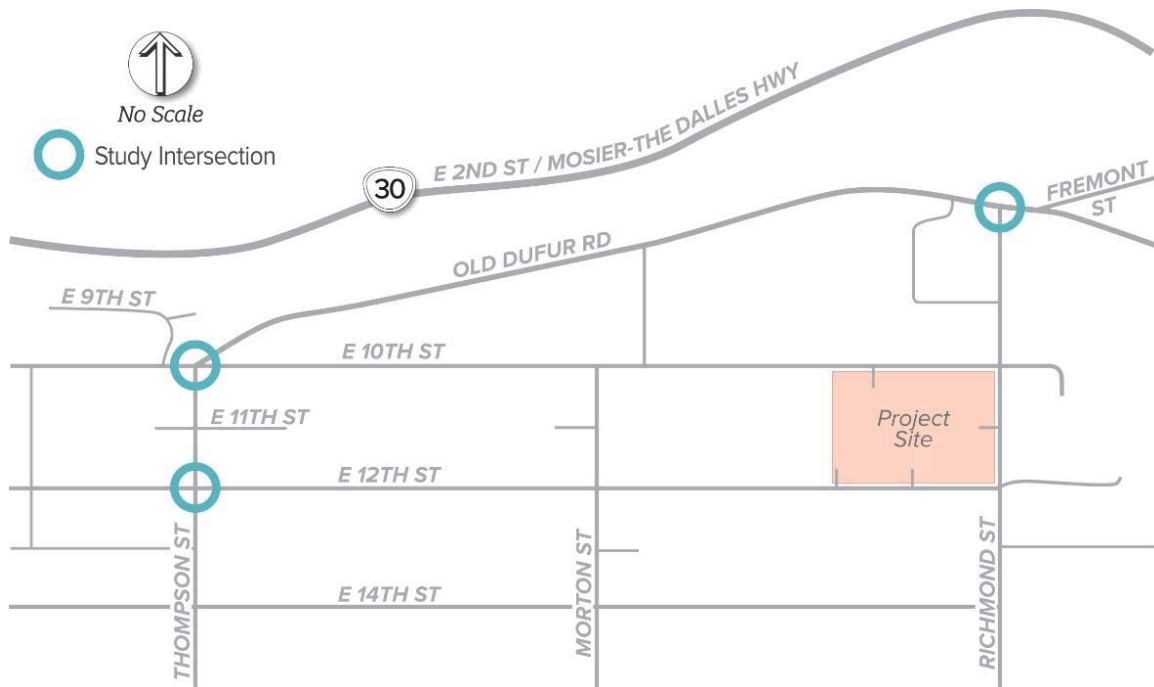 No Scale
Study Intersection
E 2ND ST / MOSIER-THE DALLES HWY
30
FREMONT
ST
OLD DUFUR RD
E 9TH ST
E 10TH ST
E 11TH ST
Project
Site
E 12TH ST
THOMPSON ST
MORTON ST
RICHMOND ST
E 14TH ST